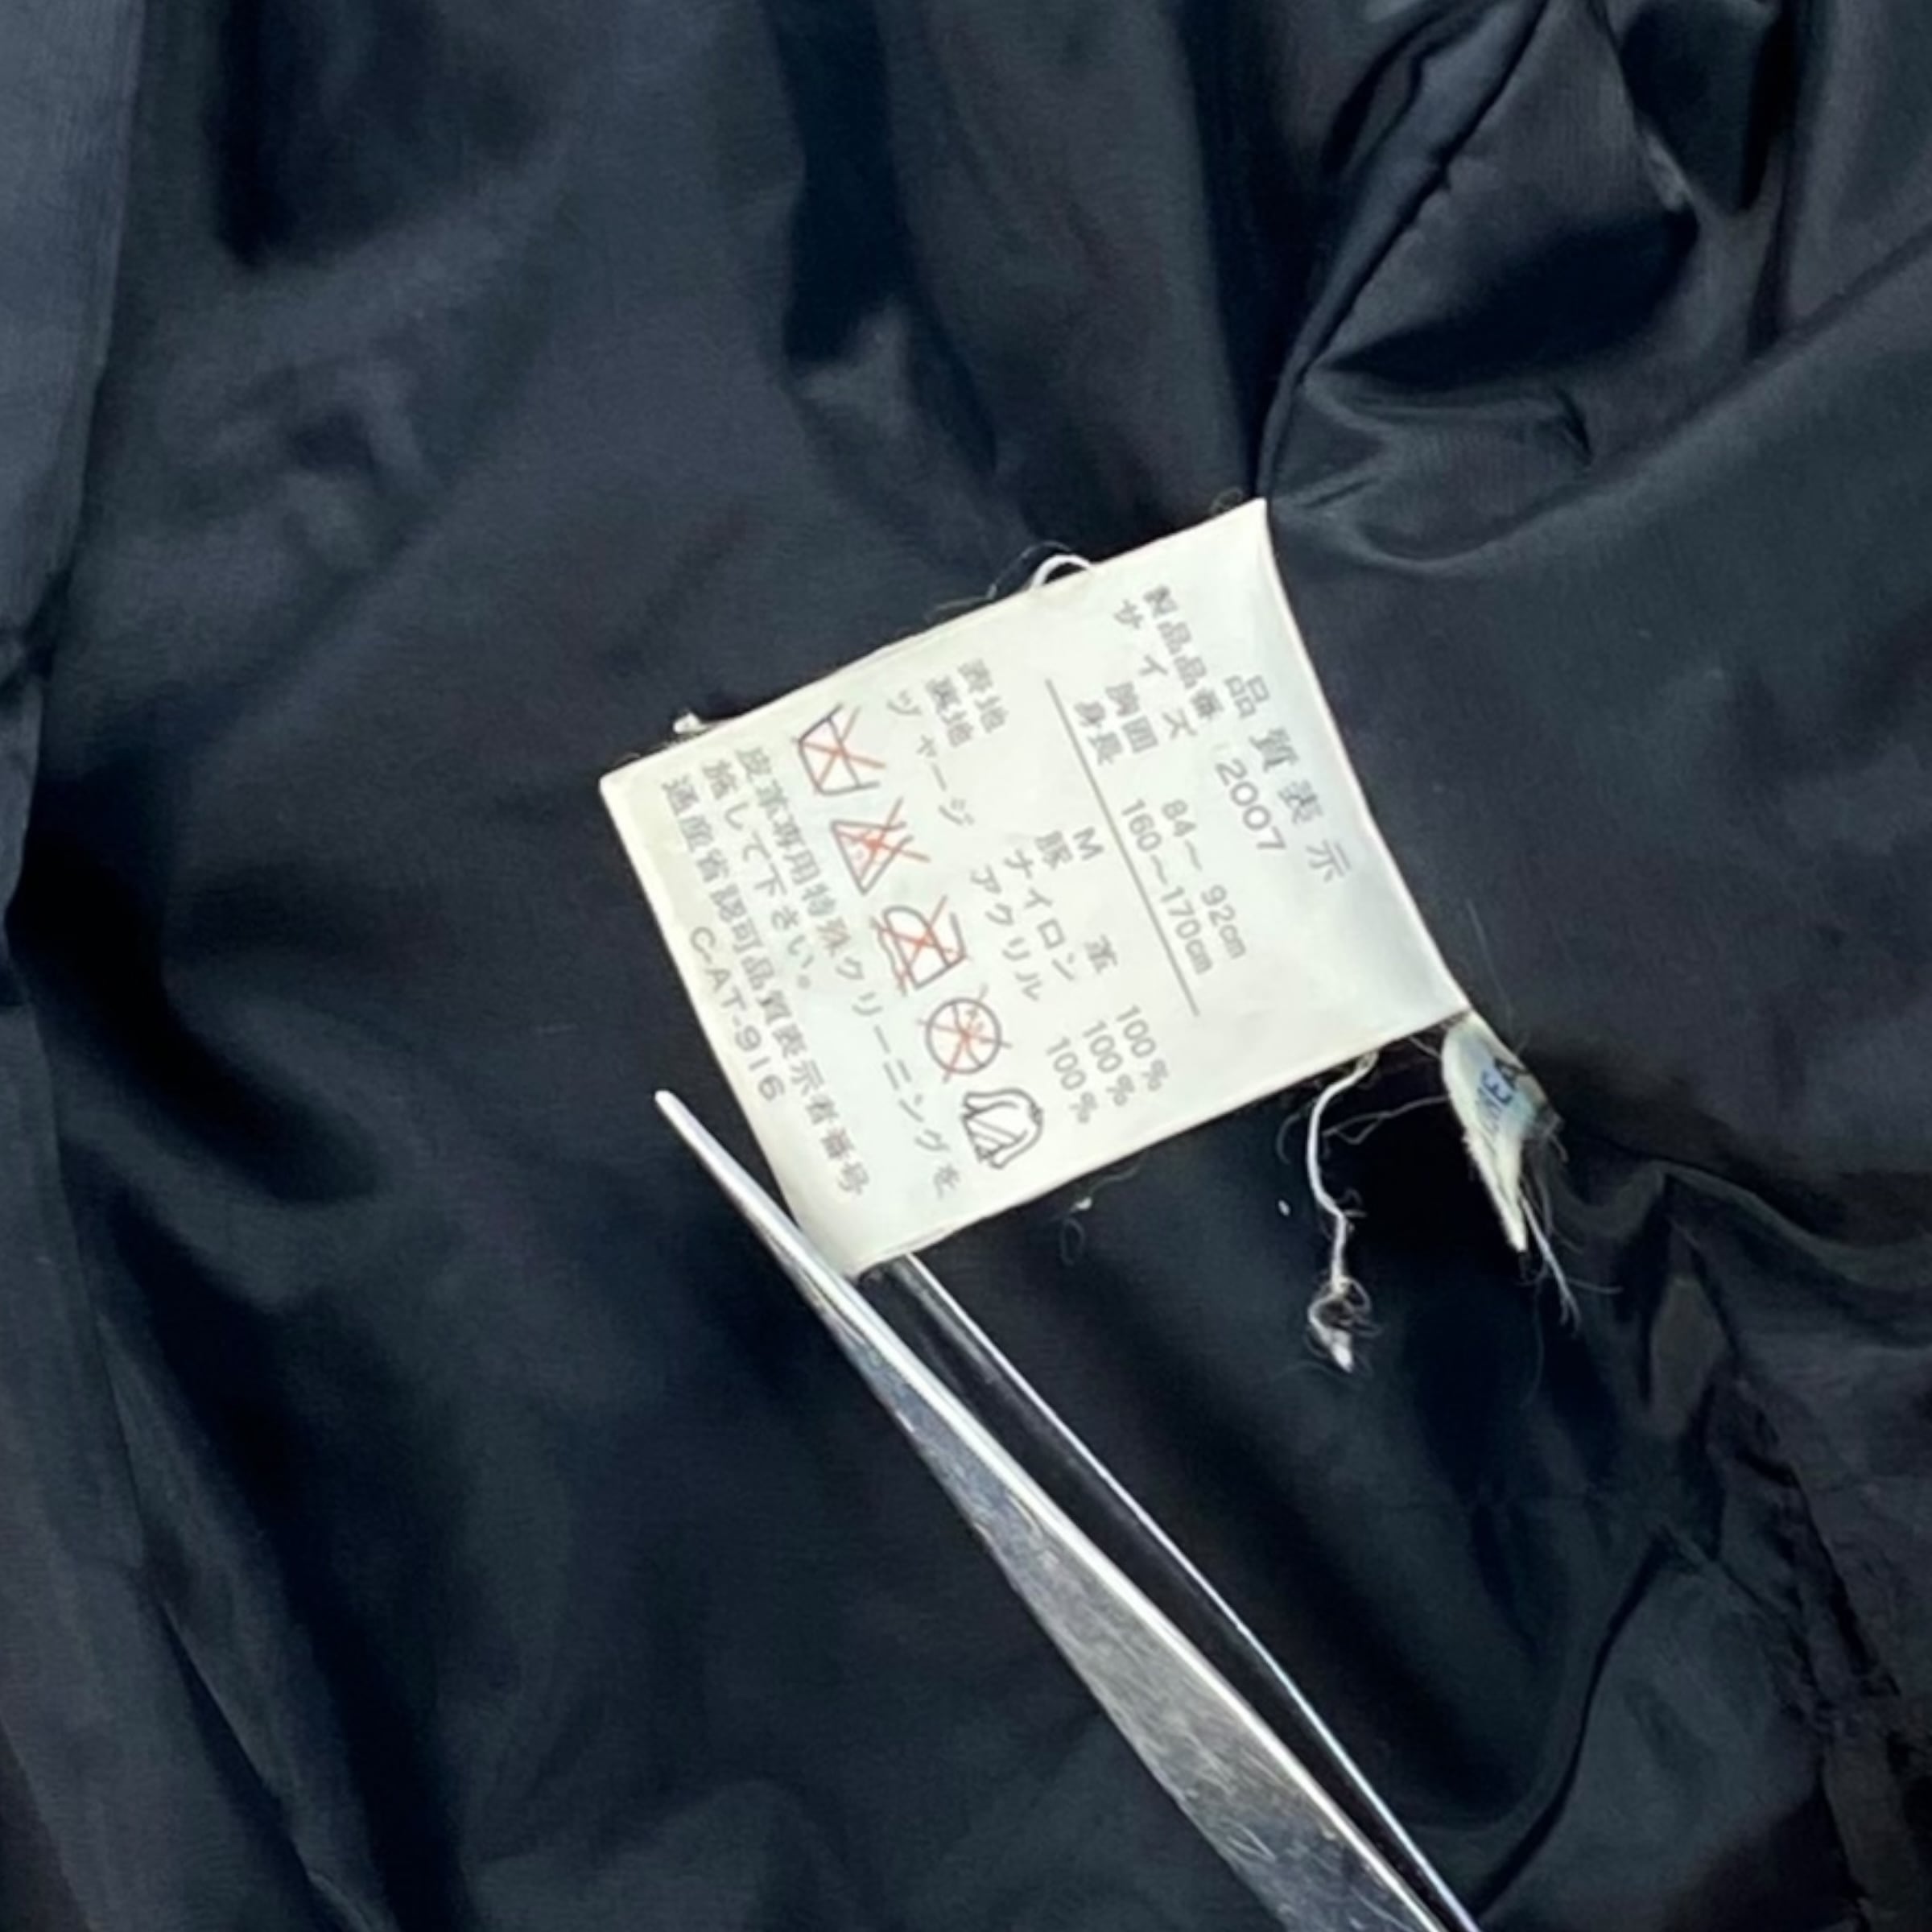 品質表示
製品品番 2007
サイズ
胸囲 84～92cm
身長 160～170cm
M
表地 豚革 100%
裏地 ナイロン 100%
ジャージ アクリル 100%
皮革専用特殊クリーニングを
施して下さい。
通産省認可品質表示者番号
CAT-916